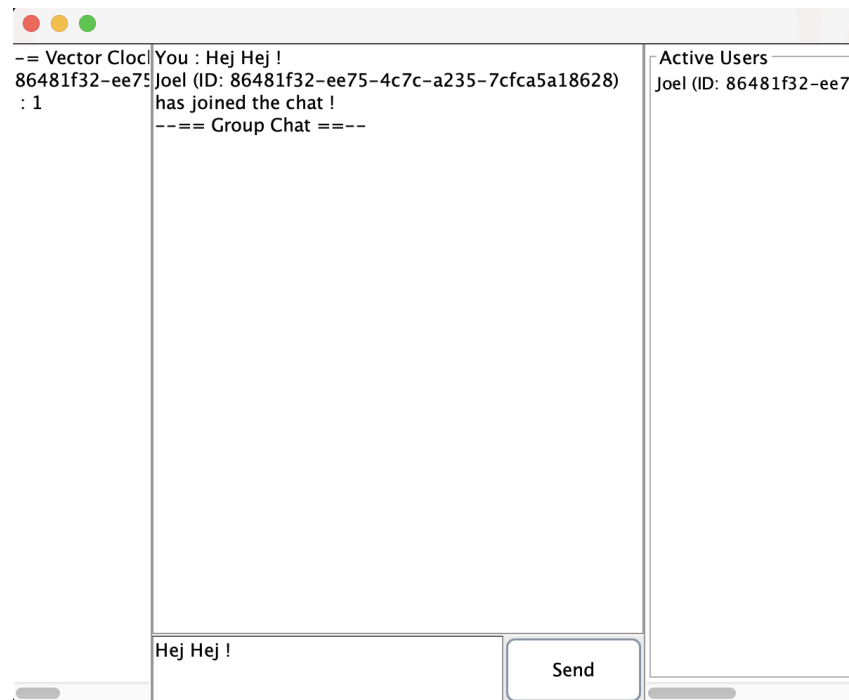 -= Vector Clock
86481f32-ee75
: 1
You : Hej Hej !
Joel (ID: 86481f32-ee75-4c7c-a235-7cfca5a18628)
has joined the chat !
--== Group Chat ==--
Active Users
Joel (ID: 86481f32-ee7
Hej Hej !
Send